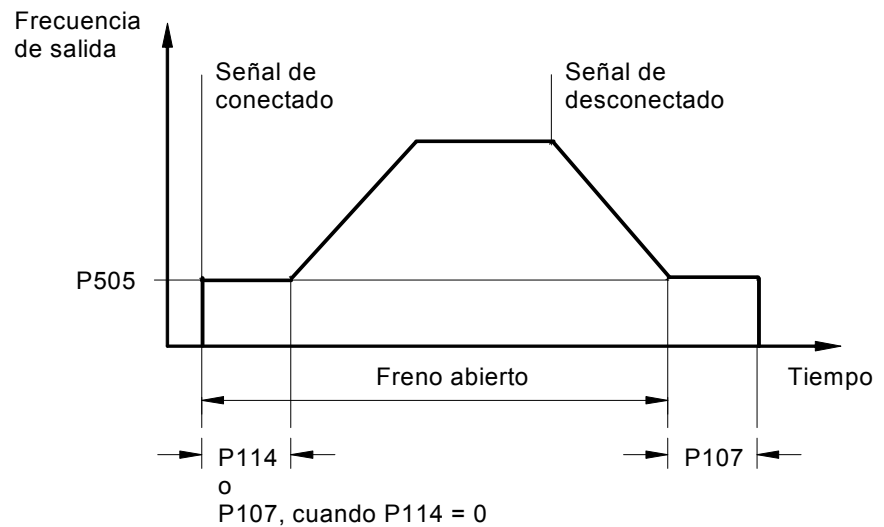 Frecuencia
de salida
Señal de
conectado
Señal de
desconectado
P505
Freno abierto
Tiempo
P114
o
P107, cuando P114 = 0
P107